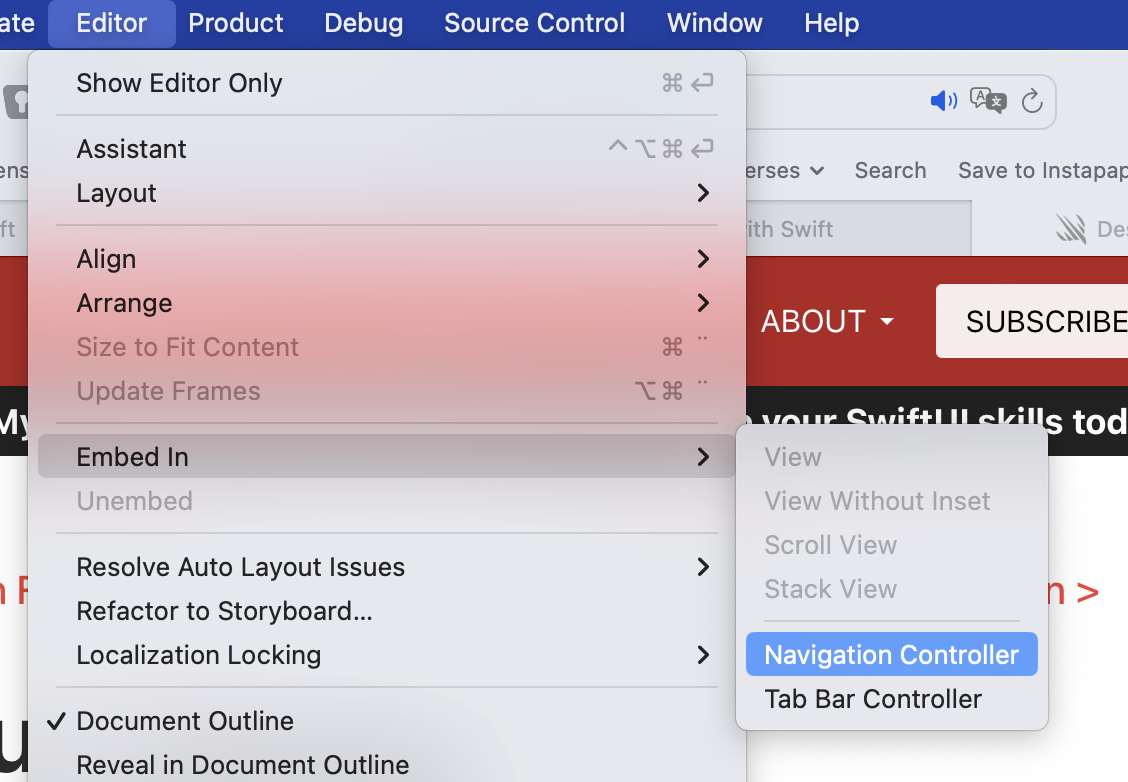 ate Editor Product Debug Source Control Window Help
Show Editor Only ⌘ ↩
Assistant ^⌥⌘↩
Layout >
erses Search Save to Instapap
ft
ith Swift Des
Align >
Arrange >
ABOUT SUBSCRIBE
Size to Fit Content ⌘ ¨
Update Frames ⌥⌘ ¨
My
your SwiftUI skills tod
Embed In >
Unembed
View
View Without Inset
Scroll View
Stack View
Navigation Controller
Tab Bar Controller
n >
Resolve Auto Layout Issues >
Refactor to Storyboard...
Localization Locking >
✓ Document Outline
Reveal in Document Outline